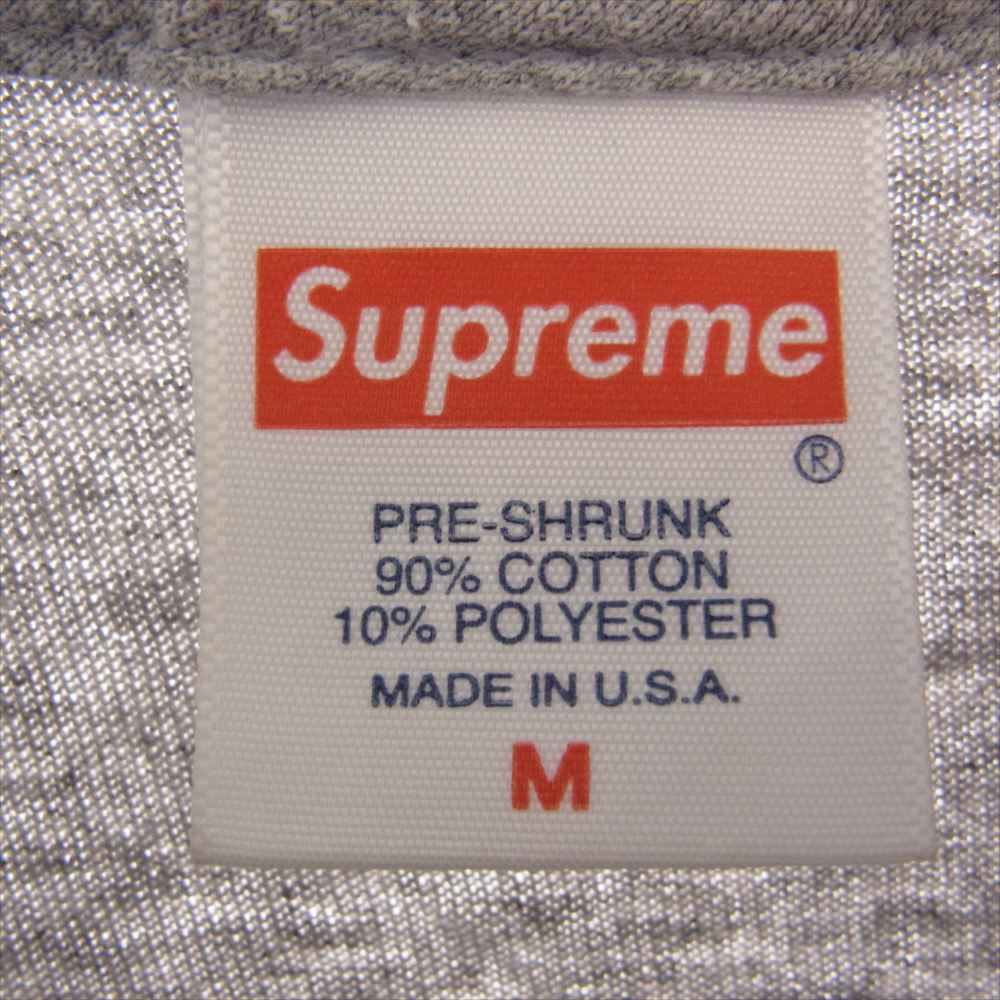 Supreme
®
PRE-SHRUNK
90% COTTON
10% POLYESTER
MADE IN U.S.A.
M